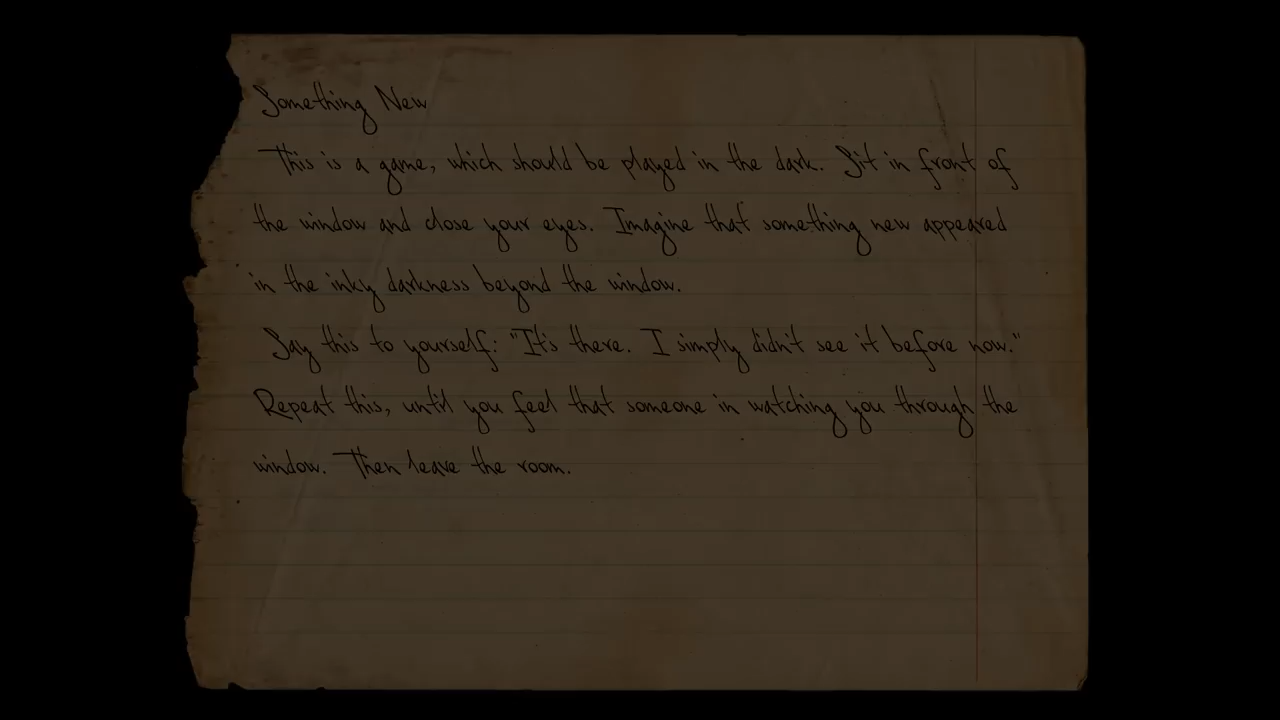 Something New
This is a game, which should be played in the dark. Sit in front of
the window and close your eyes. Imagine that something new appeared
in the inky darkness beyond the window.
Say this to yourself: "It's there. I simply didn't see it before now."
Repeat this, until you feel that someone in watching you through the
window. Then leave the room.